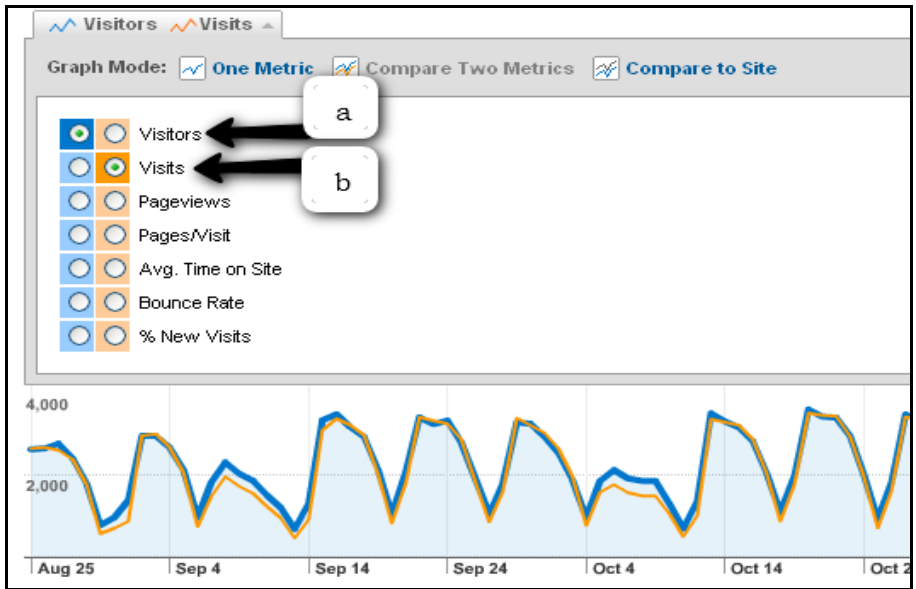 Visitors Visits
Graph Mode: One Metric Compare Two Metrics Compare to Site
a
Visitors
Visits
b
Pageviews
Pages/Visit
Avg. Time on Site
Bounce Rate
% New Visits
4,000
2,000
Aug 25 Sep 4 Sep 14 Sep 24 Oct 4 Oct 14 Oct 2